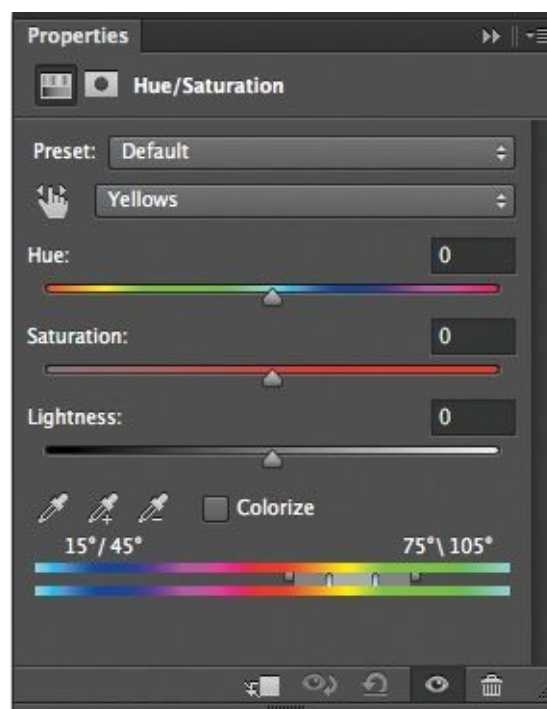 Properties
Hue/Saturation
Preset: Default
Yellows
Hue: 0
Saturation: 0
Lightness: 0
Colorize
15°/45° 75°\105°